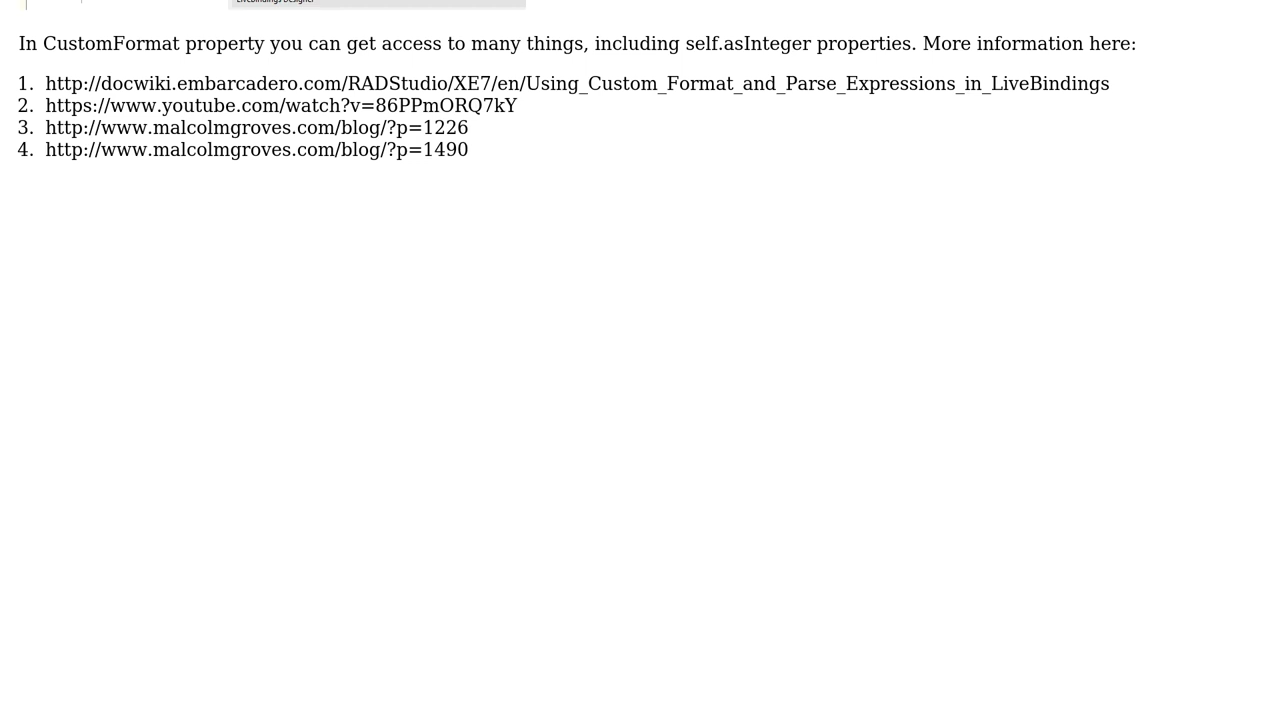 LiveBindings Designer
In CustomFormat property you can get access to many things, including self.asInteger properties. More information here:
1. http://docwiki.embarcadero.com/RADStudio/XE7/en/Using_Custom_Format_and_Parse_Expressions_in_LiveBindings
2. https://www.youtube.com/watch?v=86PPmORQ7kY
3. http://www.malcolmgroves.com/blog/?p=1226
4. http://www.malcolmgroves.com/blog/?p=1490